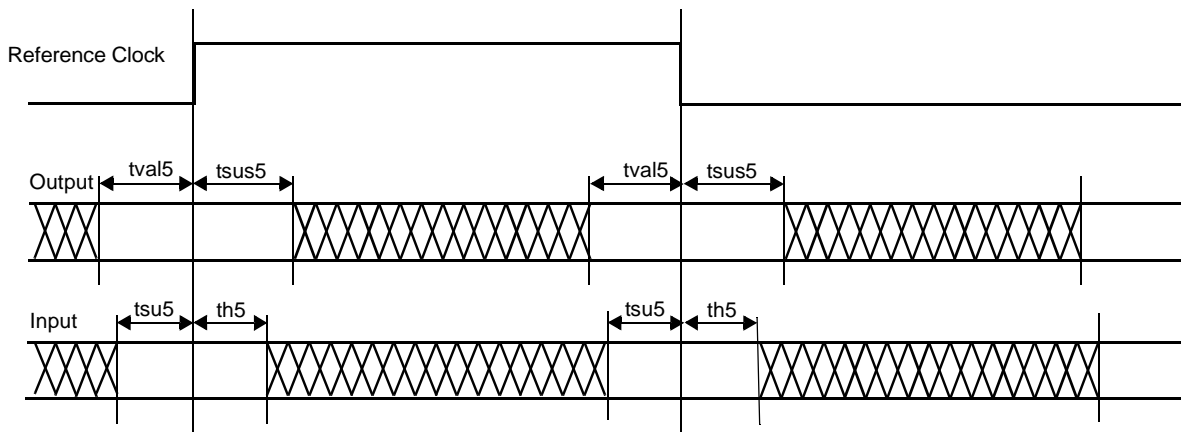 Reference Clock
tval5 tsus5 tval5 tsus5
Output
tsu5 th5 tsu5 th5
Input